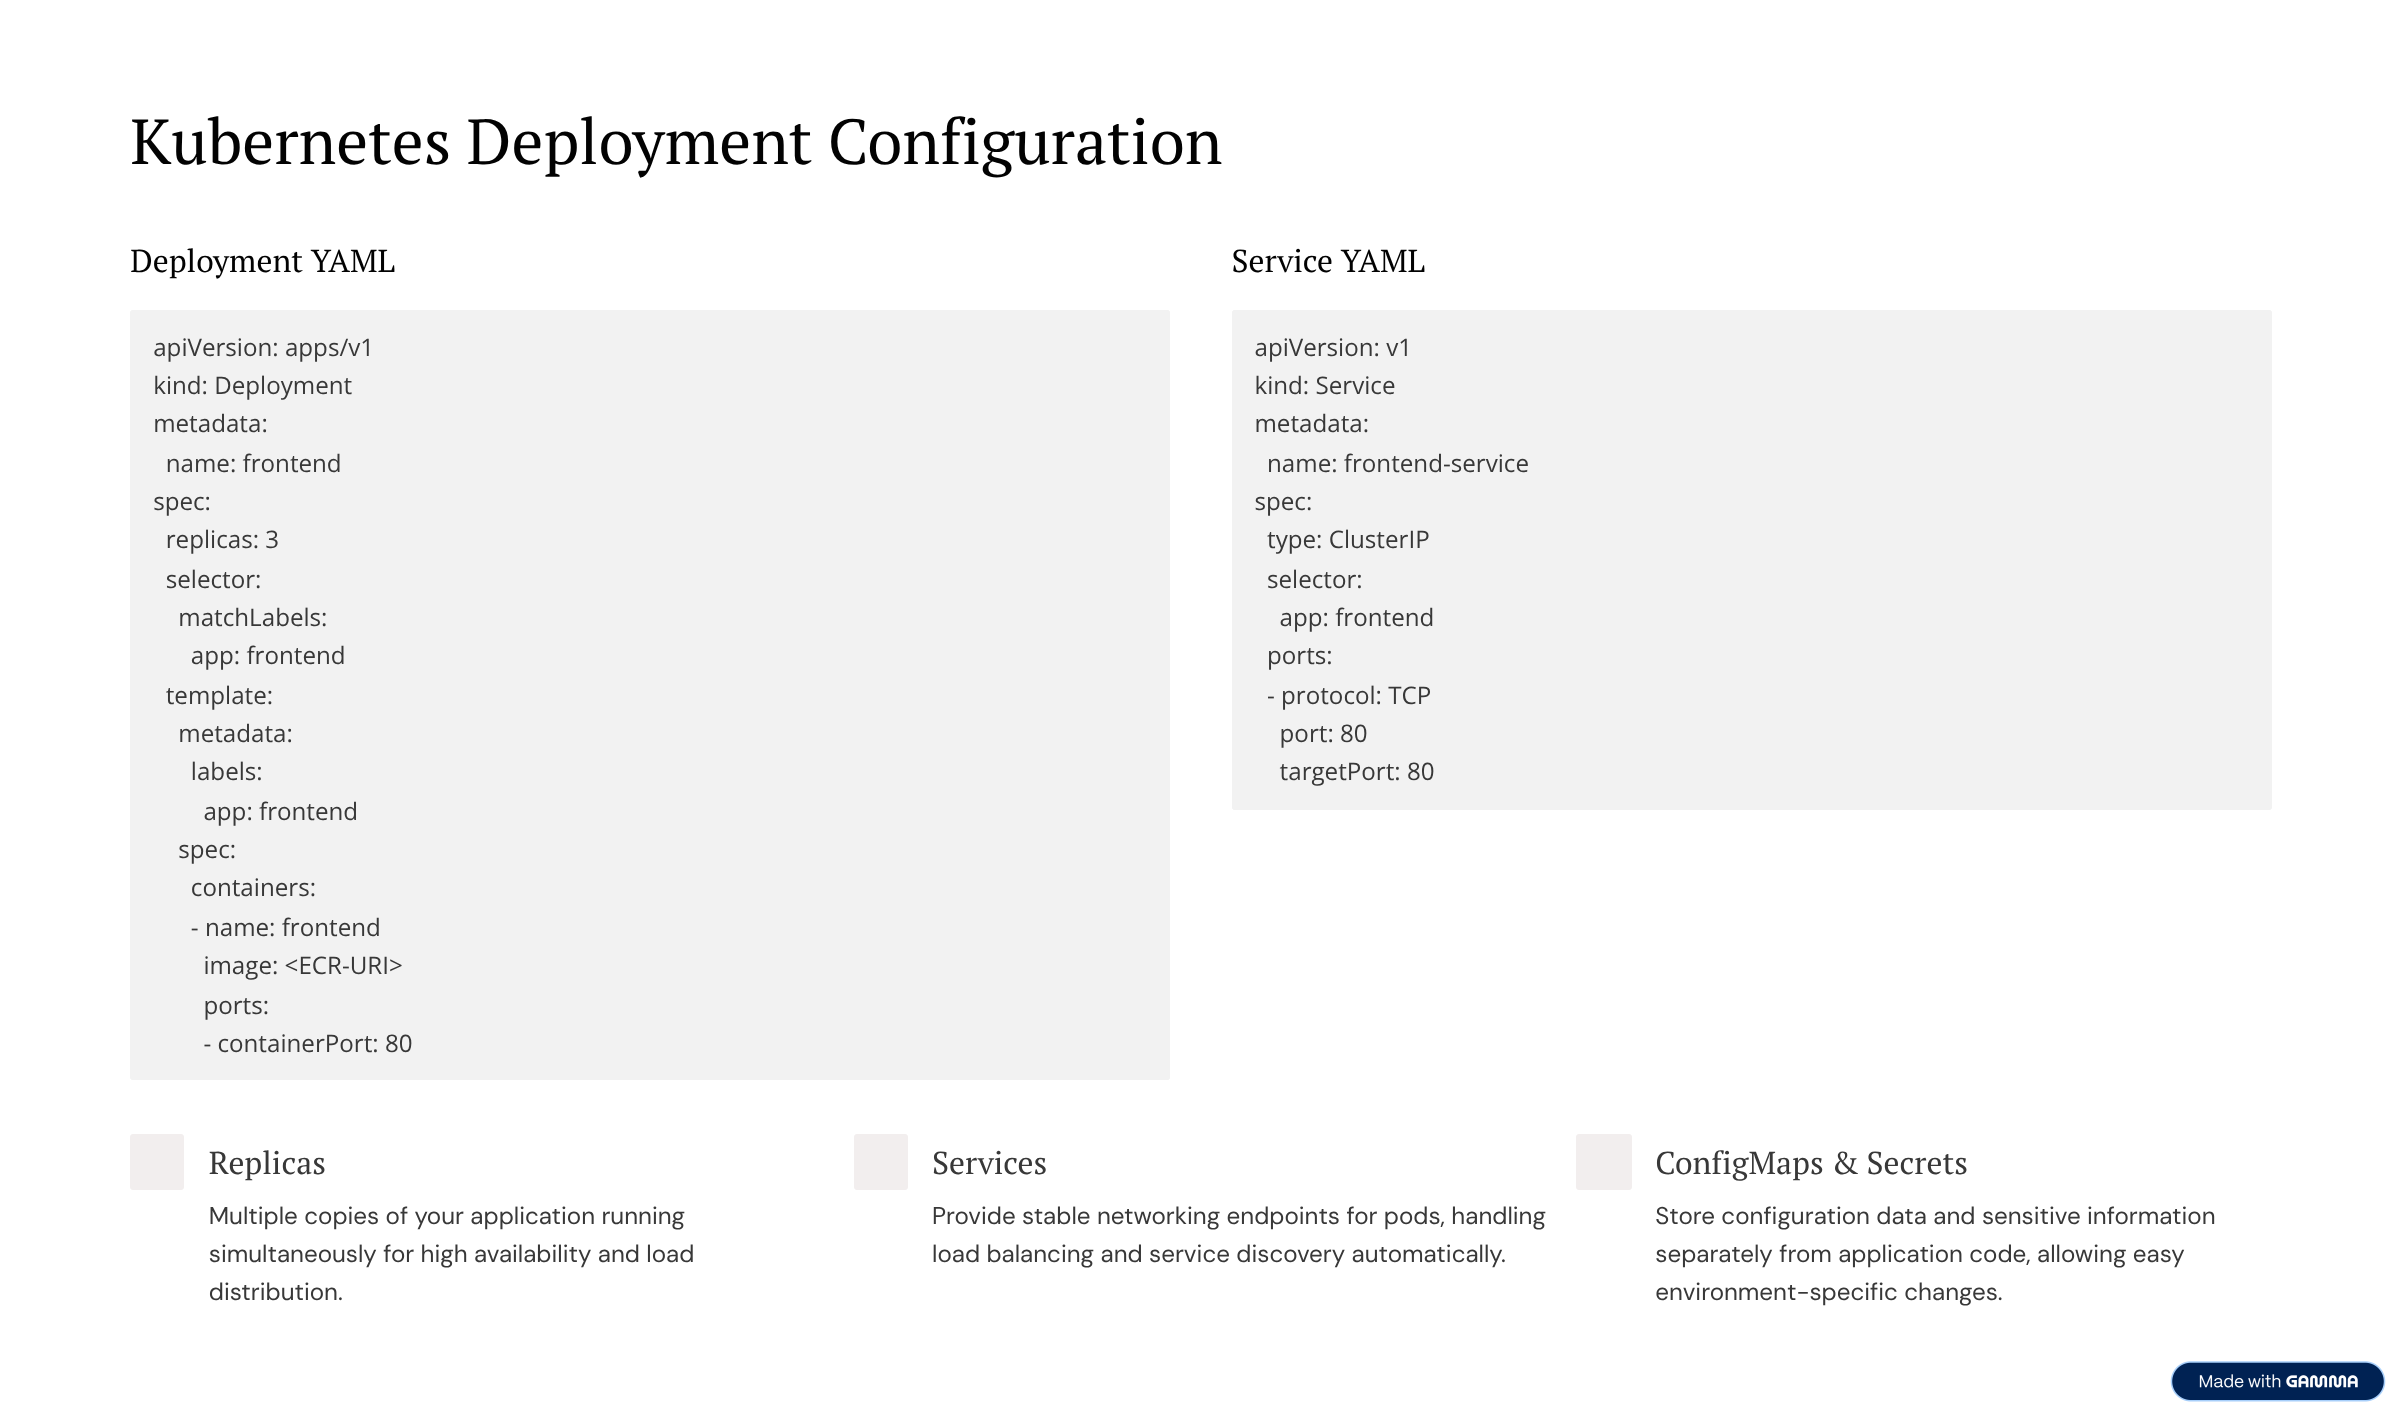 Kubernetes Deployment Configuration
Deployment YAML
apiVersion: apps/v1
kind: Deployment
metadata:
  name: frontend
spec:
  replicas: 3
  selector:
    matchLabels:
      app: frontend
  template:
    metadata:
      labels:
        app: frontend
    spec:
      containers:
      - name: frontend
        image: <ECR-URI>
        ports:
        - containerPort: 80
Service YAML
apiVersion: v1
kind: Service
metadata:
  name: frontend-service
spec:
  type: ClusterIP
  selector:
    app: frontend
  ports:
  - protocol: TCP
    port: 80
    targetPort: 80
Replicas
Multiple copies of your application running
simultaneously for high availability and load
distribution.
Services
Provide stable networking endpoints for pods, handling
load balancing and service discovery automatically.
ConfigMaps & Secrets
Store configuration data and sensitive information
separately from application code, allowing easy
environment-specific changes.
Made with GAMMA